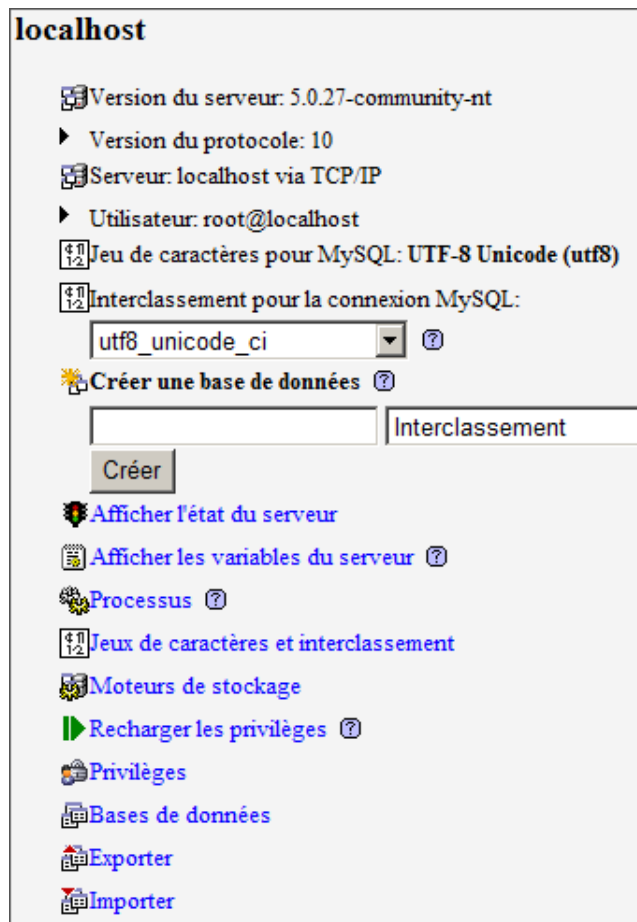 localhost
Version du serveur: 5.0.27-community-nt
Version du protocole: 10
Serveur: localhost via TCP/IP
Utilisateur: root@localhost
Jeu de caractères pour MySQL: UTF-8 Unicode (utf8)
Interclassement pour la connexion MySQL:
utf8_unicode_ci
Créer une base de données
Interclassement
Créer
Afficher l'état du serveur
Afficher les variables du serveur
Processus
Jeux de caractères et interclassement
Moteurs de stockage
Recharger les privilèges
Privilèges
Bases de données
Exporter
Importer